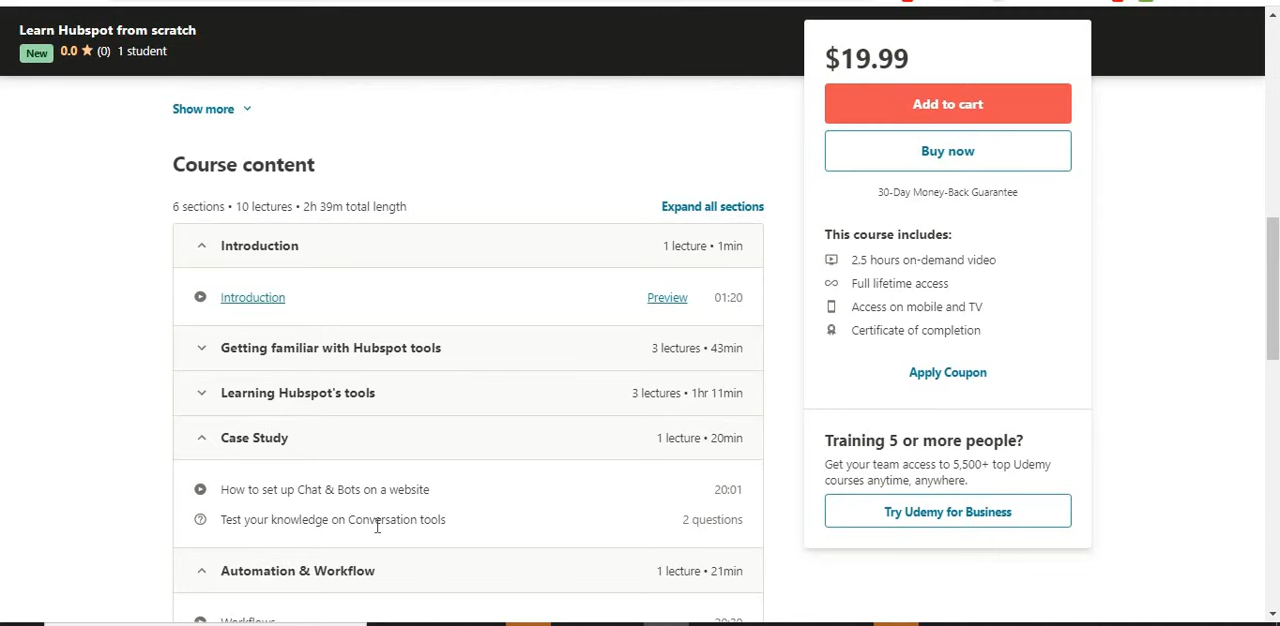 Learn Hubspot from scratch
New 0.0 (0) 1 student
Show more
Course content
6 sections • 10 lectures • 2h 39m total length
Expand all sections
Introduction
1 lecture • 1min
Introduction
Preview
01:20
Getting familiar with Hubspot tools
3 lectures • 43min
Learning Hubspot's tools
3 lectures • 1hr 11min
Case Study
1 lecture • 20min
How to set up Chat & Bots on a website
20:01
Test your knowledge on Conversation tools
2 questions
Automation & Workflow
1 lecture • 21min
Workflows
$19.99
Add to cart
Buy now
30-Day Money-Back Guarantee
This course includes:
2.5 hours on-demand video
Full lifetime access
Access on mobile and TV
Certificate of completion
Apply Coupon
Training 5 or more people?
Get your team access to 5,500+ top Udemy
courses anytime, anywhere.
Try Udemy for Business